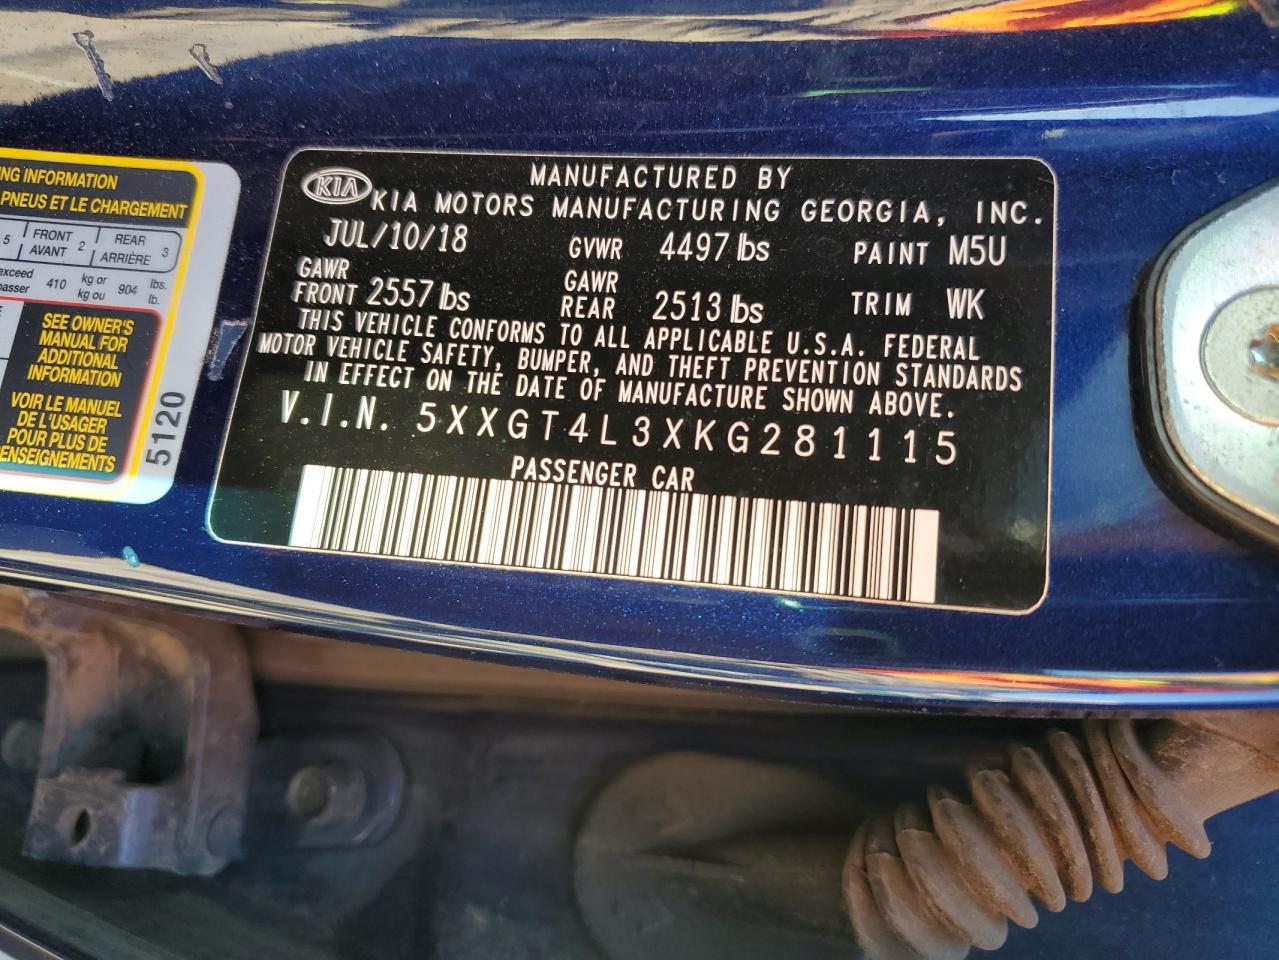 NG INFORMATION
PNEUS ET LE CHARGEMENT
5 FRONT AVANT 2 REAR ARRIÈRE 3
exceed 410 kg or kg ou 904 lbs. lb.
SEE OWNER'S
MANUAL FOR
ADDITIONAL
INFORMATION
VOIR LE MANUEL
DE L'USAGER
POUR PLUS DE
ENSEIGNEMENTS
5120
KIA MANUFACTURED BY
KIA MOTORS MANUFACTURING GEORGIA, INC.
JUL/10/18 GVWR 4497 lbs PAINT M5U
GAWR FRONT 2557 lbs GAWR REAR 2513 lbs TRIM WK
THIS VEHICLE CONFORMS TO ALL APPLICABLE U.S.A. FEDERAL
MOTOR VEHICLE SAFETY, BUMPER, AND THEFT PREVENTION STANDARDS
IN EFFECT ON THE DATE OF MANUFACTURE SHOWN ABOVE.
V.I.N. 5XXGT4L3XKG281115
PASSENGER CAR